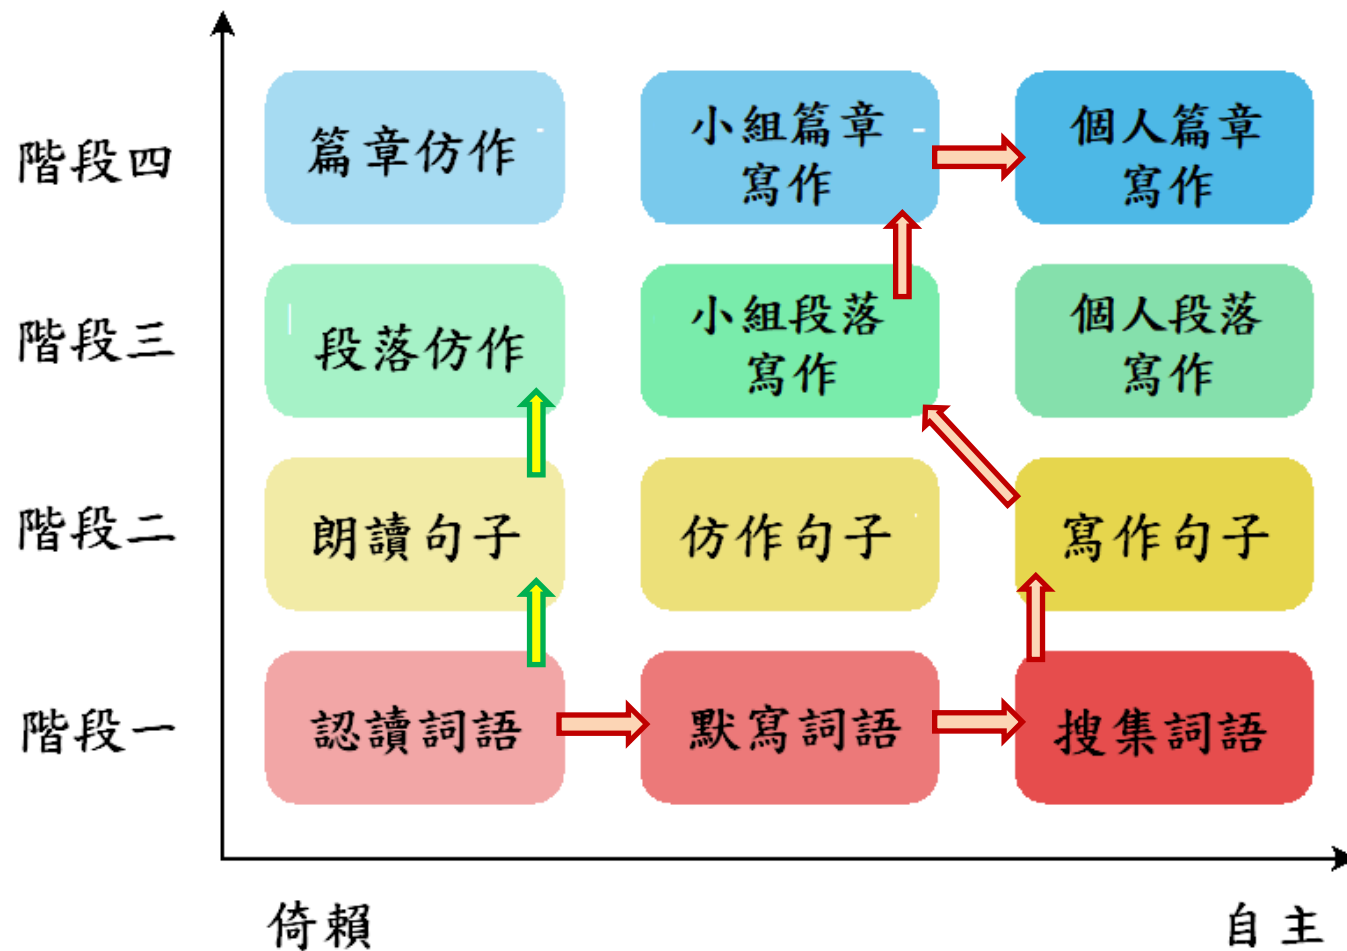 階段四
篇章仿作
小組篇章
寫作
個人篇章
寫作
階段三
段落仿作
小組段落
寫作
個人段落
寫作
階段二
朗讀句子
仿作句子
寫作句子
階段一
認讀詞語
默寫詞語
搜集詞語
倚賴
自主